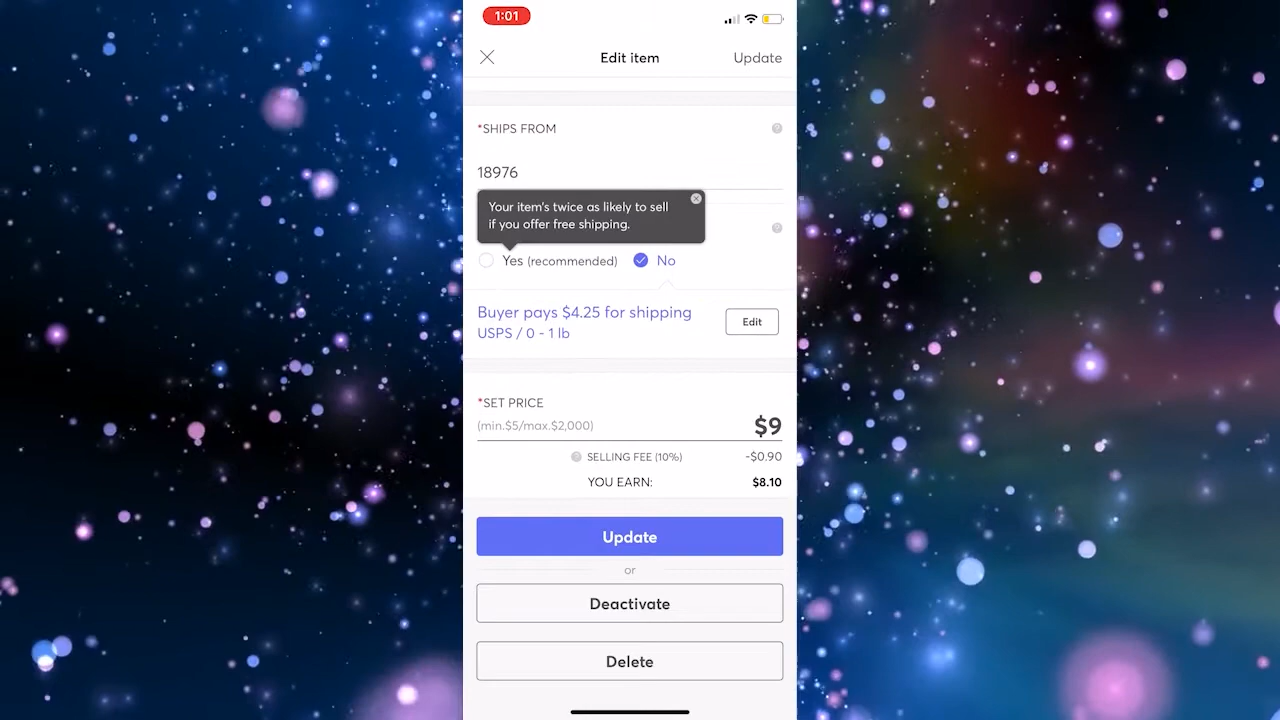 1:01
Edit item
Update
*SHIPS FROM
18976
Your item's twice as likely to sell
if you offer free shipping.
Yes (recommended)
No
Buyer pays $4.25 for shipping
USPS / 0 - 1 lb
Edit
*SET PRICE
(min.$5/max.$2,000)
$9
SELLING FEE (10%)
-$0.90
YOU EARN:
$8.10
Update
or
Deactivate
Delete